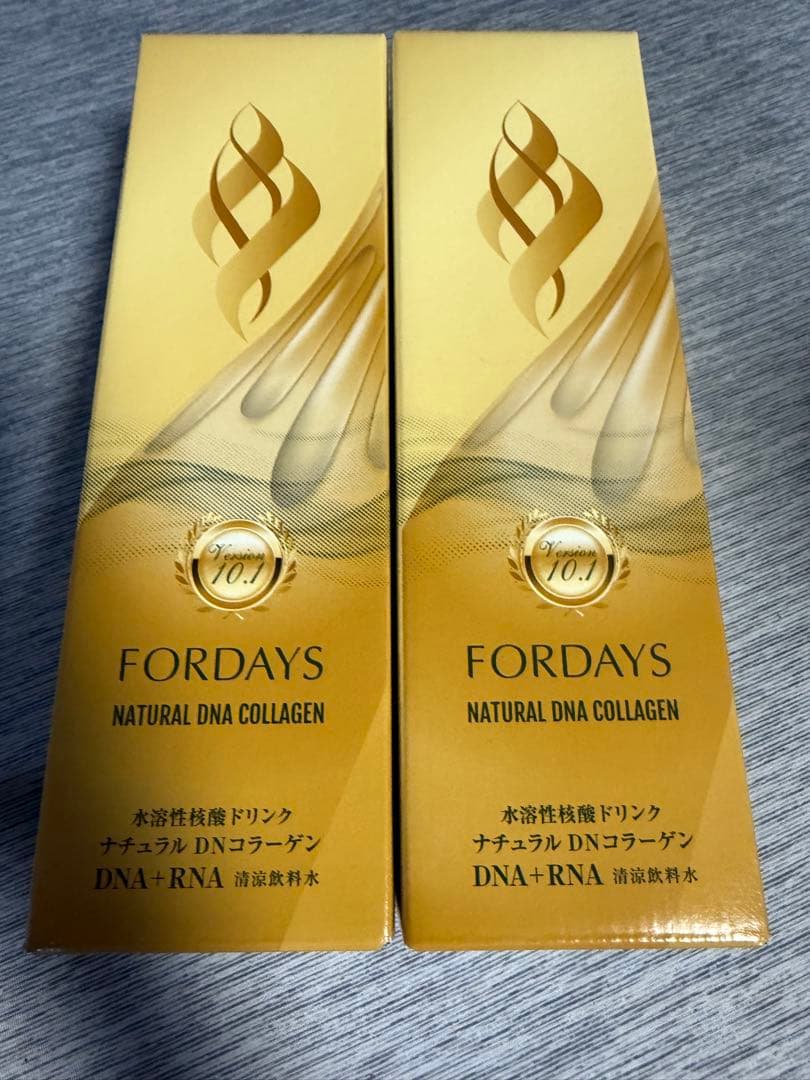 Version
10.1
FORDAYS
NATURAL DNA COLLAGEN
水溶性核酸ドリンク
ナチュラル DNコラーゲン
DNA+RNA 清涼飲料水
Version
10.1
FORDAYS
NATURAL DNA COLLAGEN
水溶性核酸ドリンク
ナチュラル DNコラーゲン
DNA+RNA 清涼飲料水